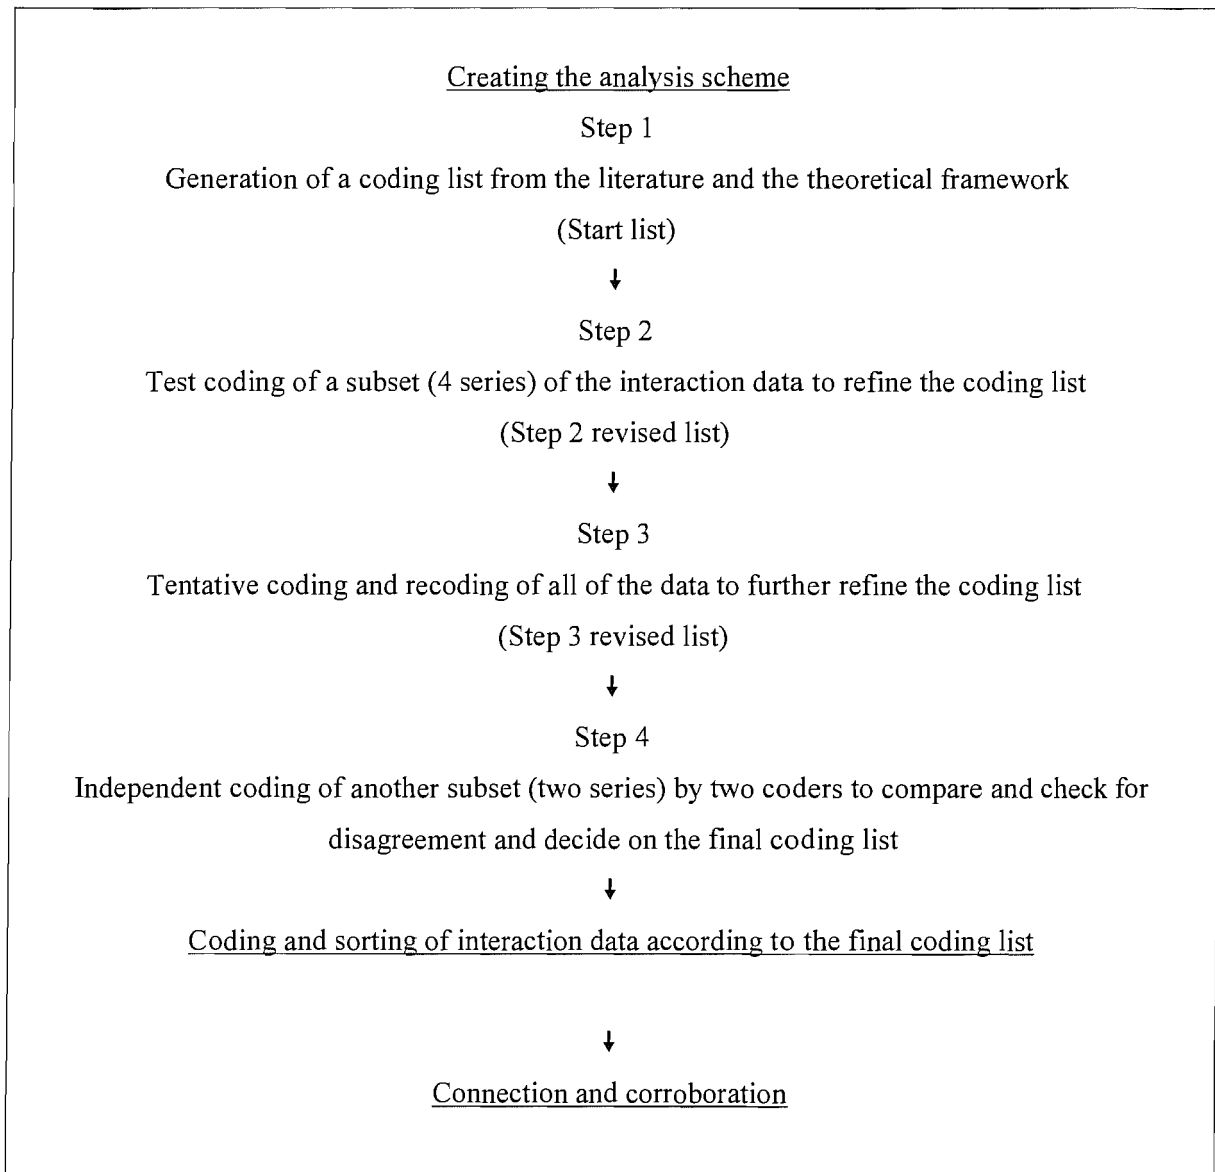 Creating the analysis scheme
Step 1
Generation of a coding list from the literature and the theoretical framework
(Start list)
↓
Step 2
Test coding of a subset (4 series) of the interaction data to refine the coding list
(Step 2 revised list)
↓
Step 3
Tentative coding and recoding of all of the data to further refine the coding list
(Step 3 revised list)
↓
Step 4
Independent coding of another subset (two series) by two coders to compare and check for
disagreement and decide on the final coding list
↓
Coding and sorting of interaction data according to the final coding list
↓
Connection and corroboration